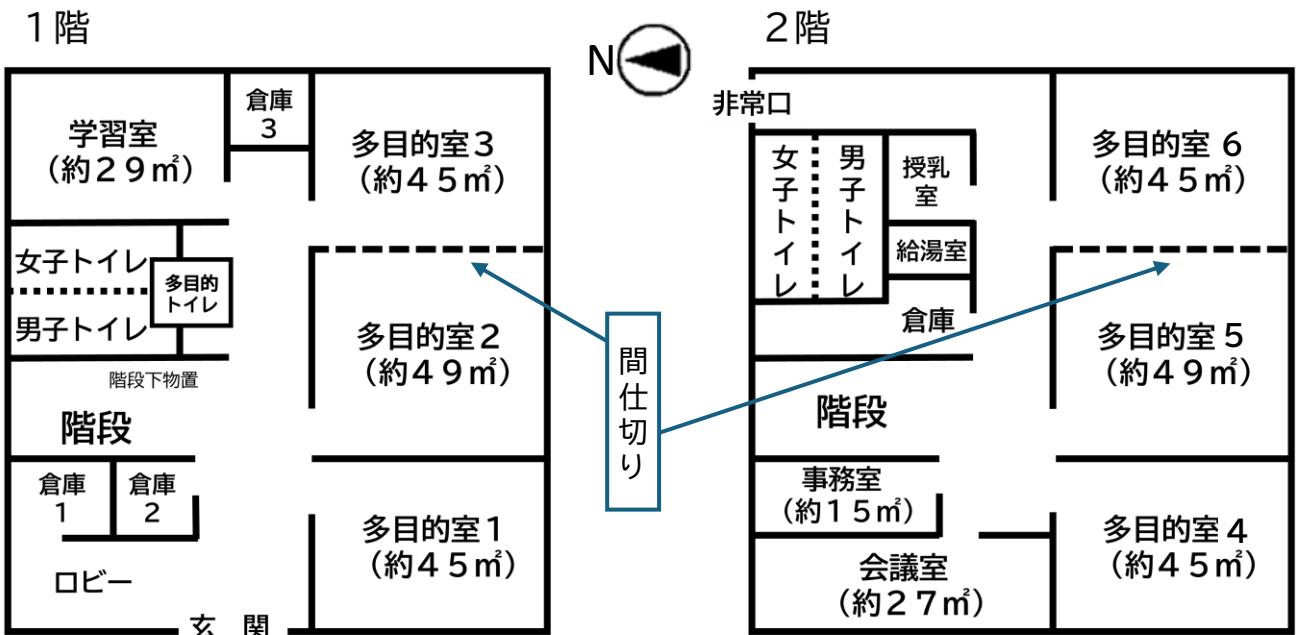 1階
学習室
(約29㎡)
倉庫
3
多目的室3
(約45㎡)
女子トイレ
男子トイレ
多目的
トイレ
階段下物置
階段
多目的室2
(約49㎡)
倉庫
1
倉庫
2
ロビー
多目的室1
(約45㎡)
玄 関
N
間仕切り
2階
非常口
女子トイレ
男子トイレ
授乳
室
給湯室
倉庫
多目的室6
(約45㎡)
多目的室5
(約49㎡)
階段
事務室
(約15㎡)
会議室
(約27㎡)
多目的室4
(約45㎡)